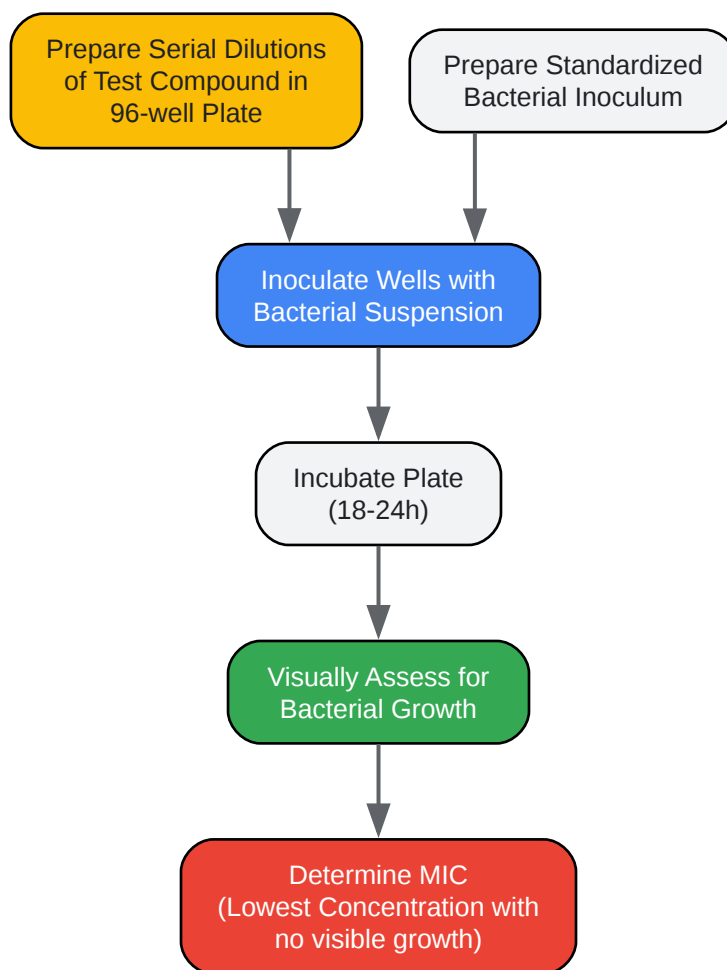 Prepare Serial Dilutions
of Test Compound in
96-well Plate
Prepare Standardized
Bacterial Inoculum
Inoculate Wells with
Bacterial Suspension
Incubate Plate
(18-24h)
Visually Assess for
Bacterial Growth
Determine MIC
(Lowest Concentration with
no visible growth)